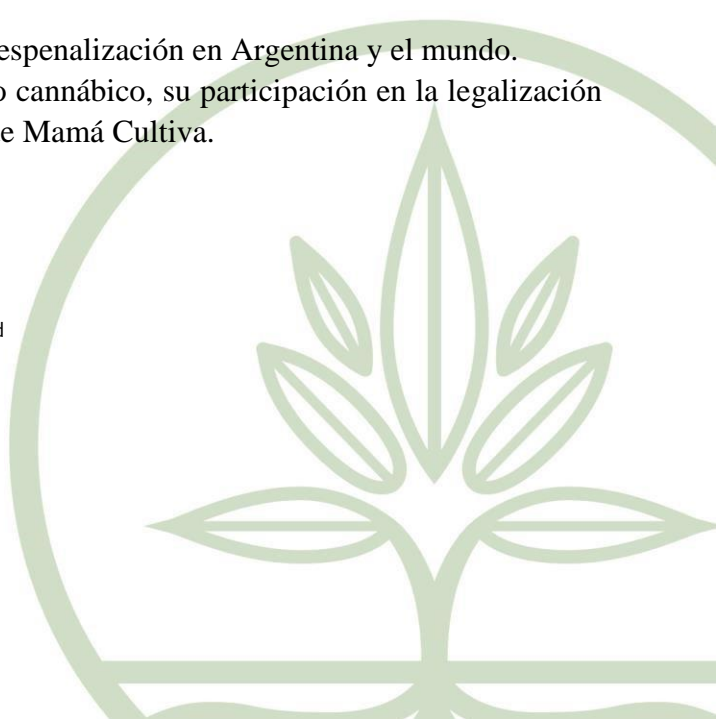 espenalización en Argentina y el mundo.
o cannábico, su participación en la legalización
e Mamá Cultiva.
d